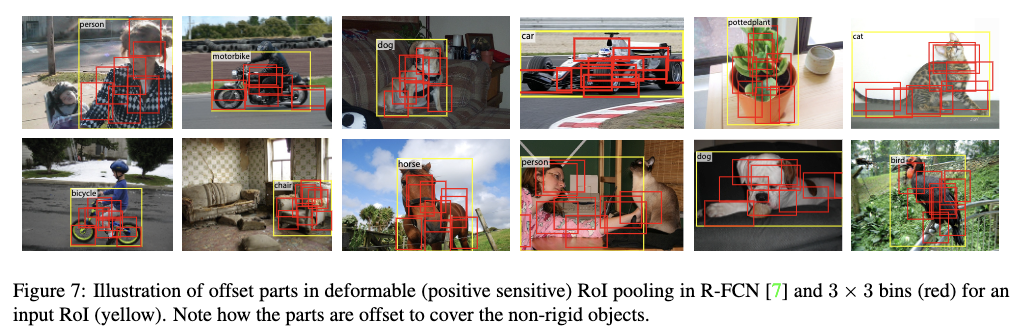 person
motorbike
dog
car
pottedplant
cat
bicycle
chair
horse
person
dog
bird
Figure 7: Illustration of offset parts in deformable (positive sensitive) RoI pooling in R-FCN [7] and 3 × 3 bins (red) for an
input RoI (yellow). Note how the parts are offset to cover the non-rigid objects.